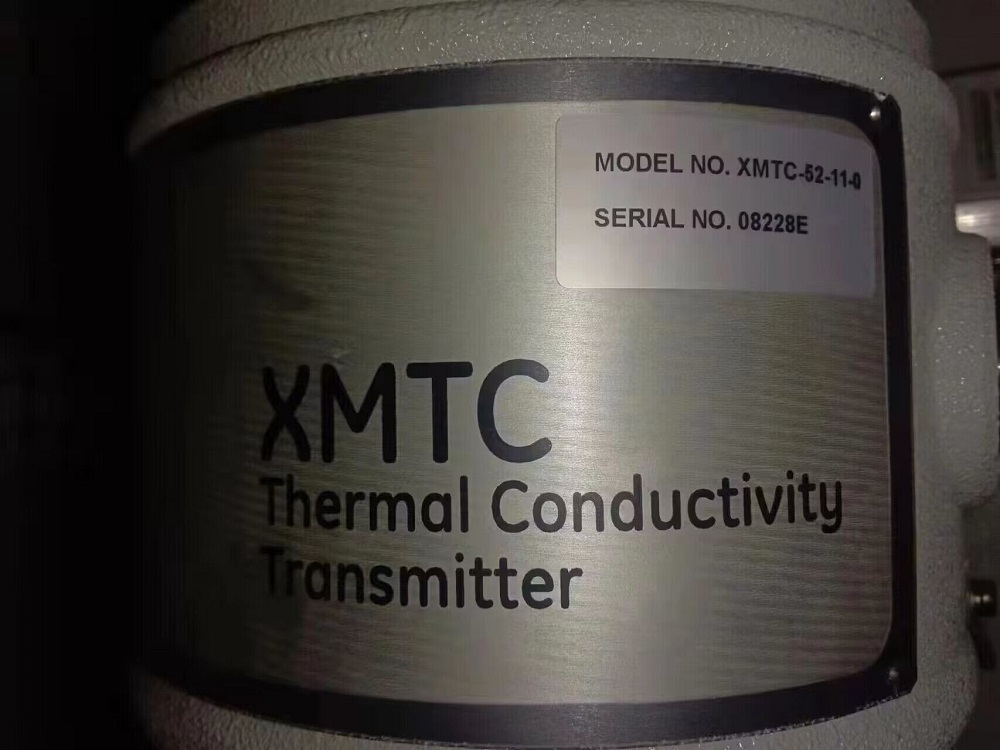 MODEL NO. XMTC-52-11-0
SERIAL NO. 08228E
XMTC
Thermal Conductivity
Transmitter